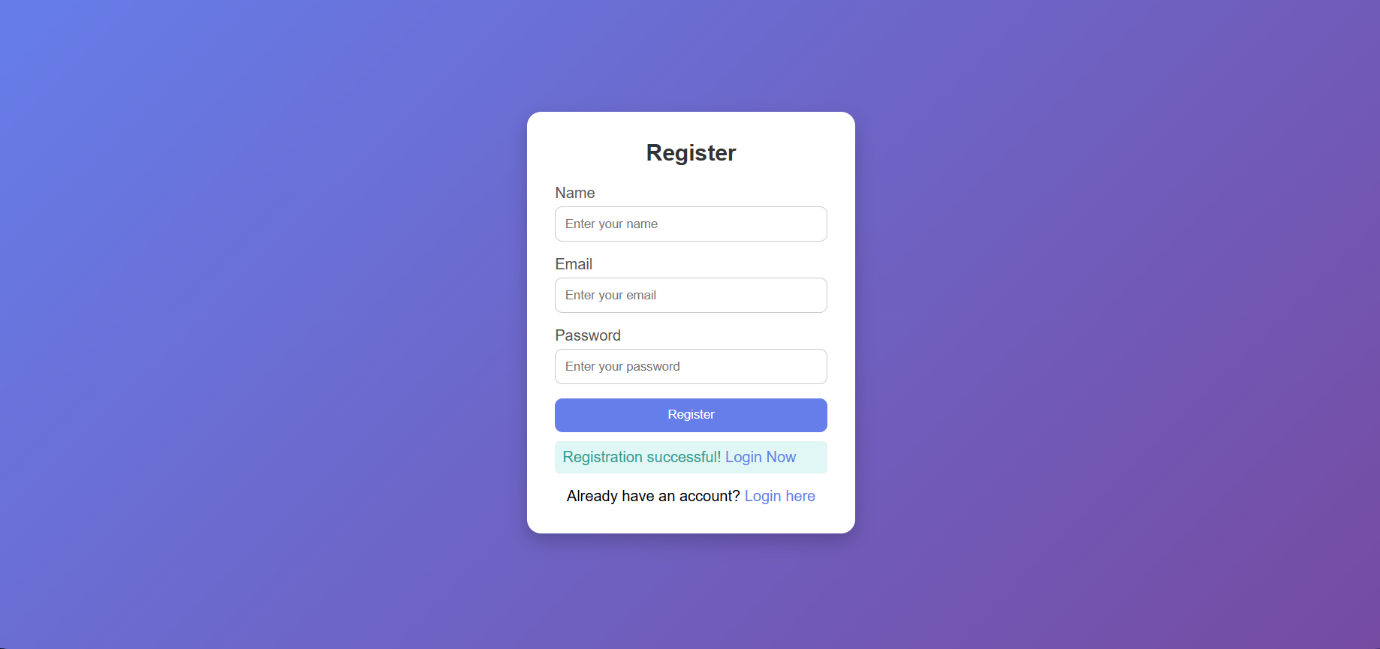 Register
Name
Enter your name
Email
Enter your email
Password
Enter your password
Register
Registration successful! Login Now
Already have an account? Login here